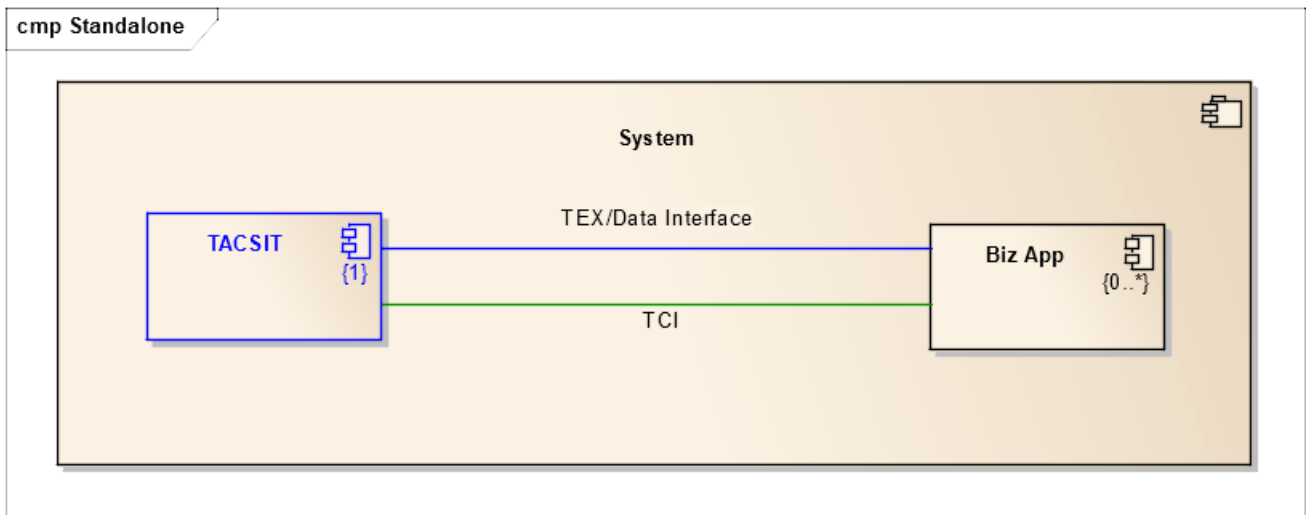 cmp Standalone
System
TEX/Data Interface
TACSIT
{1}
Biz App
{0..*}
TCI